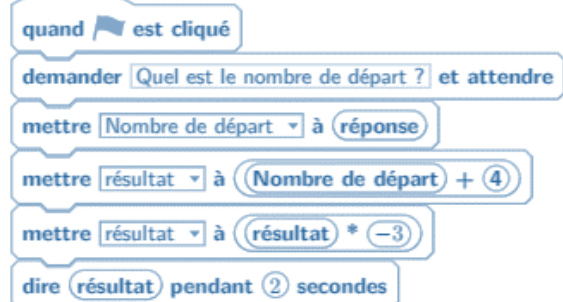 quand est cliqué
demander Quel est le nombre de départ ? et attendre
mettre Nombre de départ à réponse
mettre résultat à Nombre de départ + 4
mettre résultat à résultat * −3
dire résultat pendant 2 secondes